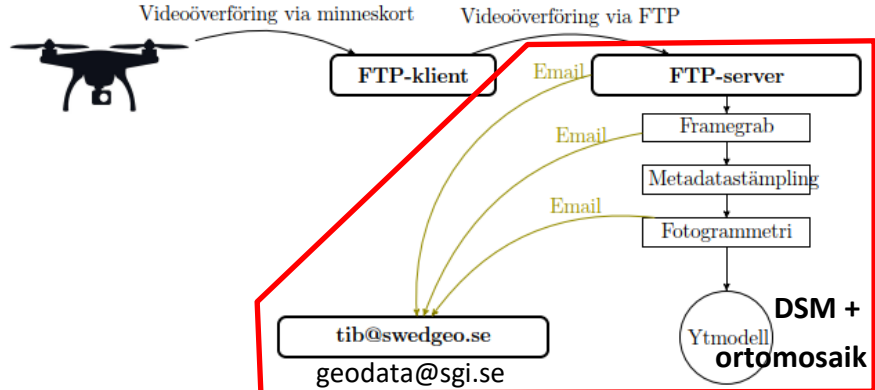 Videoöverföring via minneskort
Videoöverföring via FTP
FTP-klient
Email
FTP-server
Email
Framegrab
Metadatastämpling
Email
Fotogrammetri
DSM +
tib@swedgeo.se
Ytmodell
ortomosaik
geodata@sgi.se